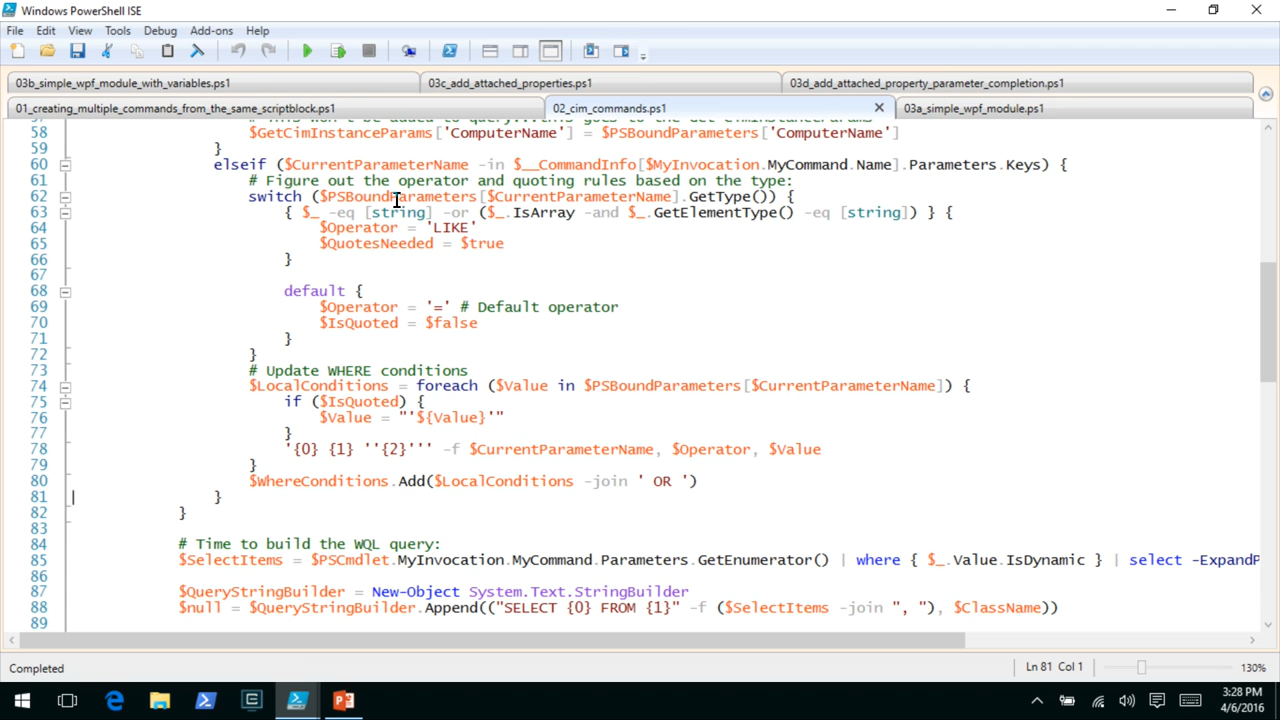 Windows PowerShell ISE
File Edit View Tools Debug Add-ons Help
03b_simple_wpf_module_with_variables.ps1 03c_add_attached_properties.ps1 03d_add_attached_property_parameter_completion.ps1
01_creating_multiple_commands_from_the_same_scriptblock.ps1 02_cim_commands.ps1 03a_simple_wpf_module.ps1
58 $GetCimInstanceParams['ComputerName'] = $PSBoundParameters['ComputerName']
59 }
60 elseif ($CurrentParameterName -in $__CommandInfo[$MyInvocation.MyCommand.Name].Parameters.Keys) {
61 # Figure out the operator and quoting rules based on the type:
62 switch ($PSBoundParameters[$CurrentParameterName].GetType()) {
63 { $_ -eq [string] -or ($_.IsArray -and $_.GetElementType() -eq [string]) } {
64 $Operator = 'LIKE'
65 $QuotesNeeded = $true
66 }
67
68 default {
69 $Operator = '=' # Default operator
70 $IsQuoted = $false
71 }
72 }
73 # Update WHERE conditions
74 $LocalConditions = foreach ($Value in $PSBoundParameters[$CurrentParameterName]) {
75 if ($IsQuoted) {
76 $Value = "'${Value}'"
77 }
78 '{0} {1} ''{2}''' -f $CurrentParameterName, $Operator, $Value
79 }
80 $WhereConditions.Add($LocalConditions -join ' OR ')
81 }
82 }
83
84 # Time to build the WQL query:
85 $SelectItems = $PSCmdlet.MyInvocation.MyCommand.Parameters.GetEnumerator() | where { $_.Value.IsDynamic } | select -ExpandP
86
87 $QueryStringBuilder = New-Object System.Text.StringBuilder
88 $null = $QueryStringBuilder.Append(("SELECT {0} FROM {1}" -f ($SelectItems -join ", "), $ClassName))
89
Completed Ln 81 Col 1 130%
3:28 PM
4/6/2016